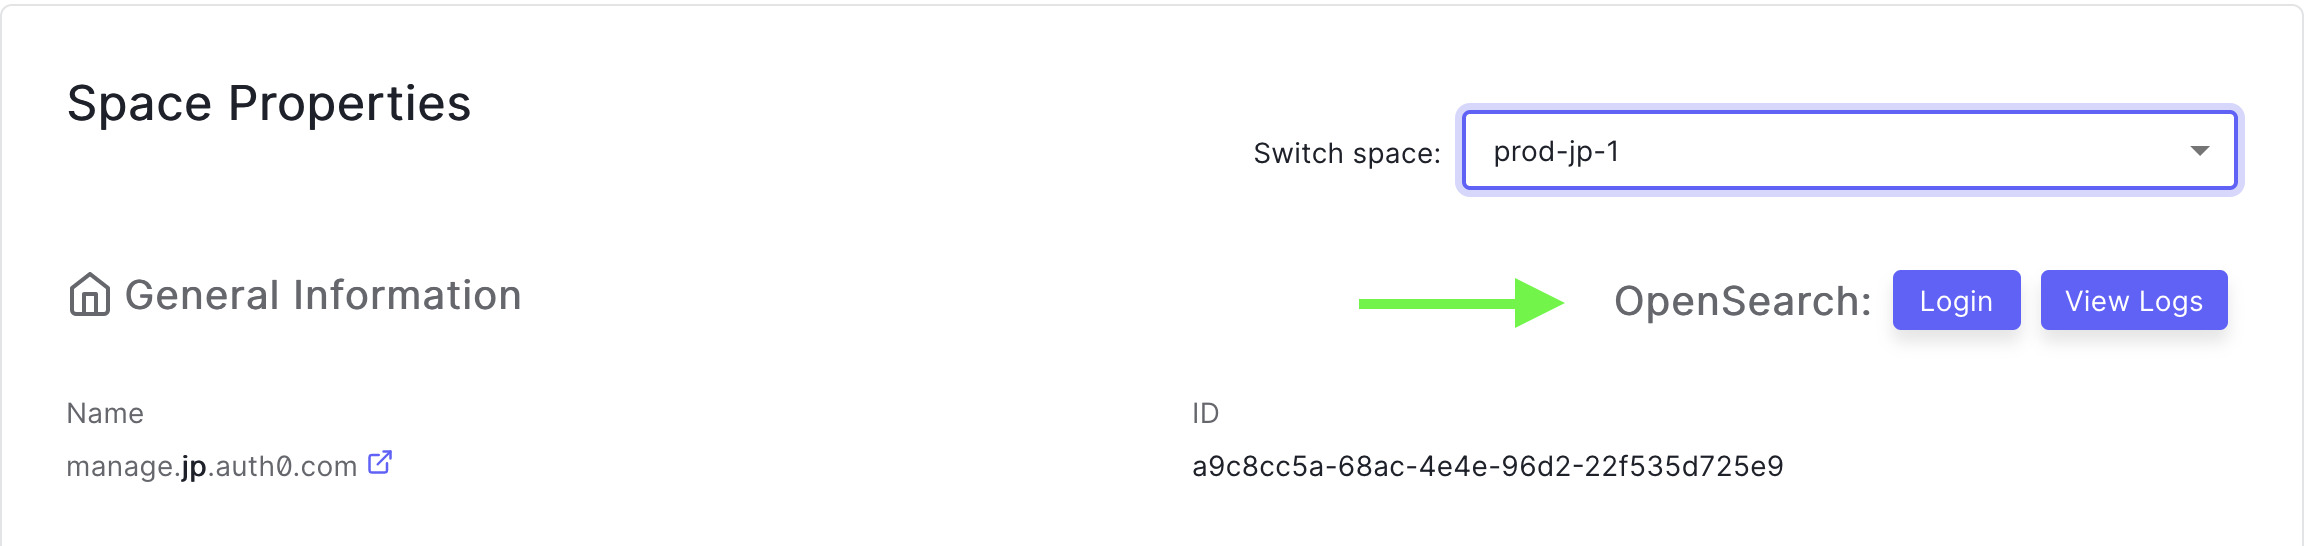 Space Properties
Switch space: prod-jp-1
General Information
OpenSearch: Login View Logs
Name
manage.jp.auth0.com
ID
a9c8cc5a-68ac-4e4e-96d2-22f535d725e9